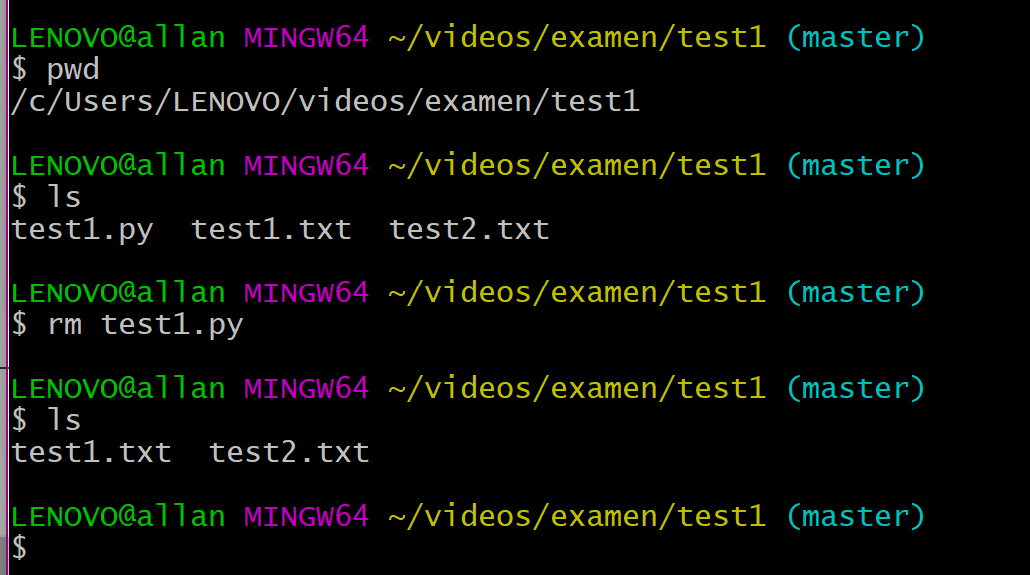 LENOVO@allan MINGW64 ~/videos/examen/test1 (master)
$ pwd
/c/Users/LENOVO/videos/examen/test1
LENOVO@allan MINGW64 ~/videos/examen/test1 (master)
$ ls
test1.py  test1.txt  test2.txt
LENOVO@allan MINGW64 ~/videos/examen/test1 (master)
$ rm test1.py
LENOVO@allan MINGW64 ~/videos/examen/test1 (master)
$ ls
test1.txt  test2.txt
LENOVO@allan MINGW64 ~/videos/examen/test1 (master)
$